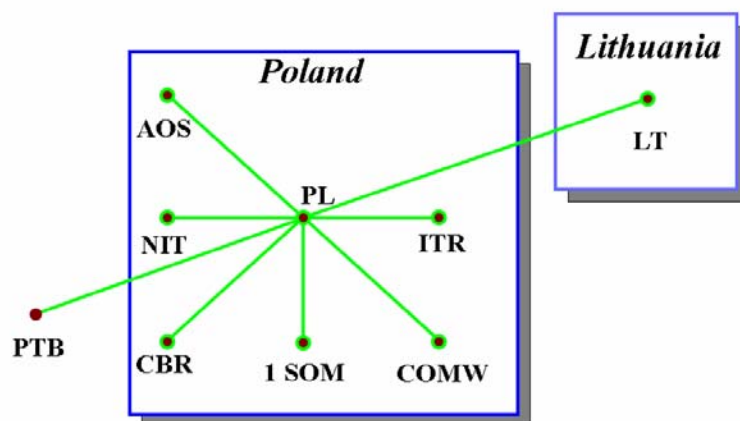 Poland
Lithuania
AOS
LT
PL
NIT
ITR
PTB
CBR
1 SOM
COMW